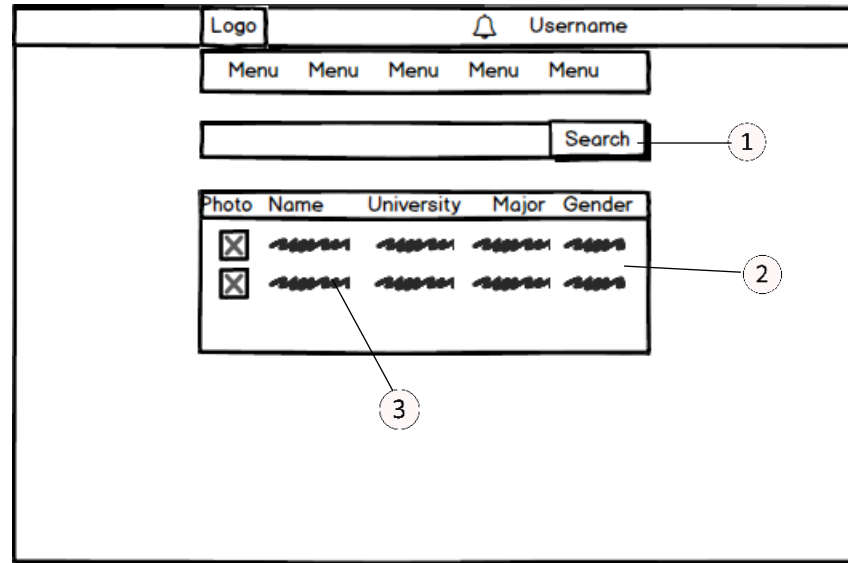 Logo Username
Menu Menu Menu Menu Menu
Search 1
Photo Name University Major Gender
2
3